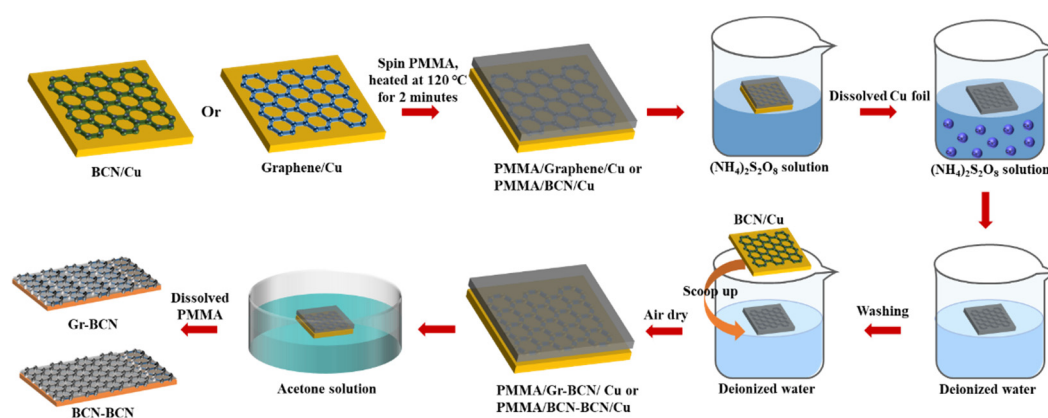 BCN/Cu
Or
Graphene/Cu
Spin PMMA,
heated at 120 °C
for 2 minutes
PMMA/Graphene/Cu or
PMMA/BCN/Cu
(NH₄)₂S₂O₈ solution
Dissolved Cu foil
(NH₄)₂S₂O₈ solution
BCN/Cu
Scoop up
Washing
Deionized water
Deionized water
Air dry
PMMA/Gr-BCN/ Cu or
PMMA/BCN-BCN/Cu
Acetone solution
Dissolved
PMMA
Gr-BCN
BCN-BCN